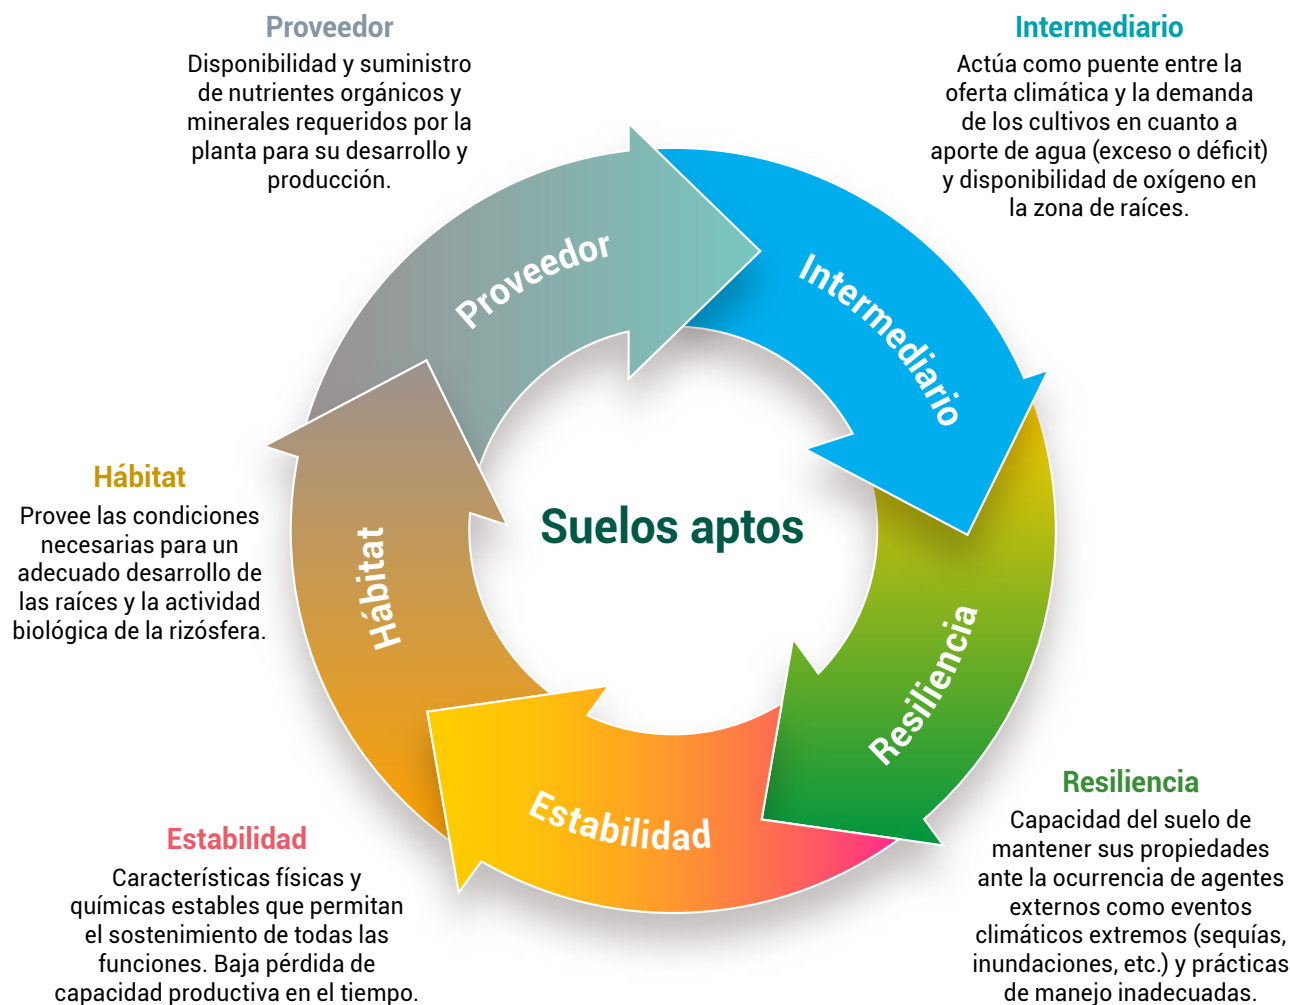 Proveedor
Disponibilidad y suministro
de nutrientes orgánicos y
minerales requeridos por la
planta para su desarrollo y
producción.
Intermediario
Actúa como puente entre la
oferta climática y la demanda
de los cultivos en cuanto a
aporte de agua (exceso o déficit)
y disponibilidad de oxígeno en
la zona de raíces.
Proveedor
Intermediario
Hábitat
Provee las condiciones
necesarias para un
adecuado desarrollo de
las raíces y la actividad
biológica de la rizósfera.
Suelos aptos
Hábitat
Resiliencia
Estabilidad
Estabilidad
Características físicas y
químicas estables que permitan
el sostenimiento de todas las
funciones. Baja pérdida de
capacidad productiva en el tiempo.
Resiliencia
Capacidad del suelo de
mantener sus propiedades
ante la ocurrencia de agentes
externos como eventos
climáticos extremos (sequías,
inundaciones, etc.) y prácticas
de manejo inadecuadas.